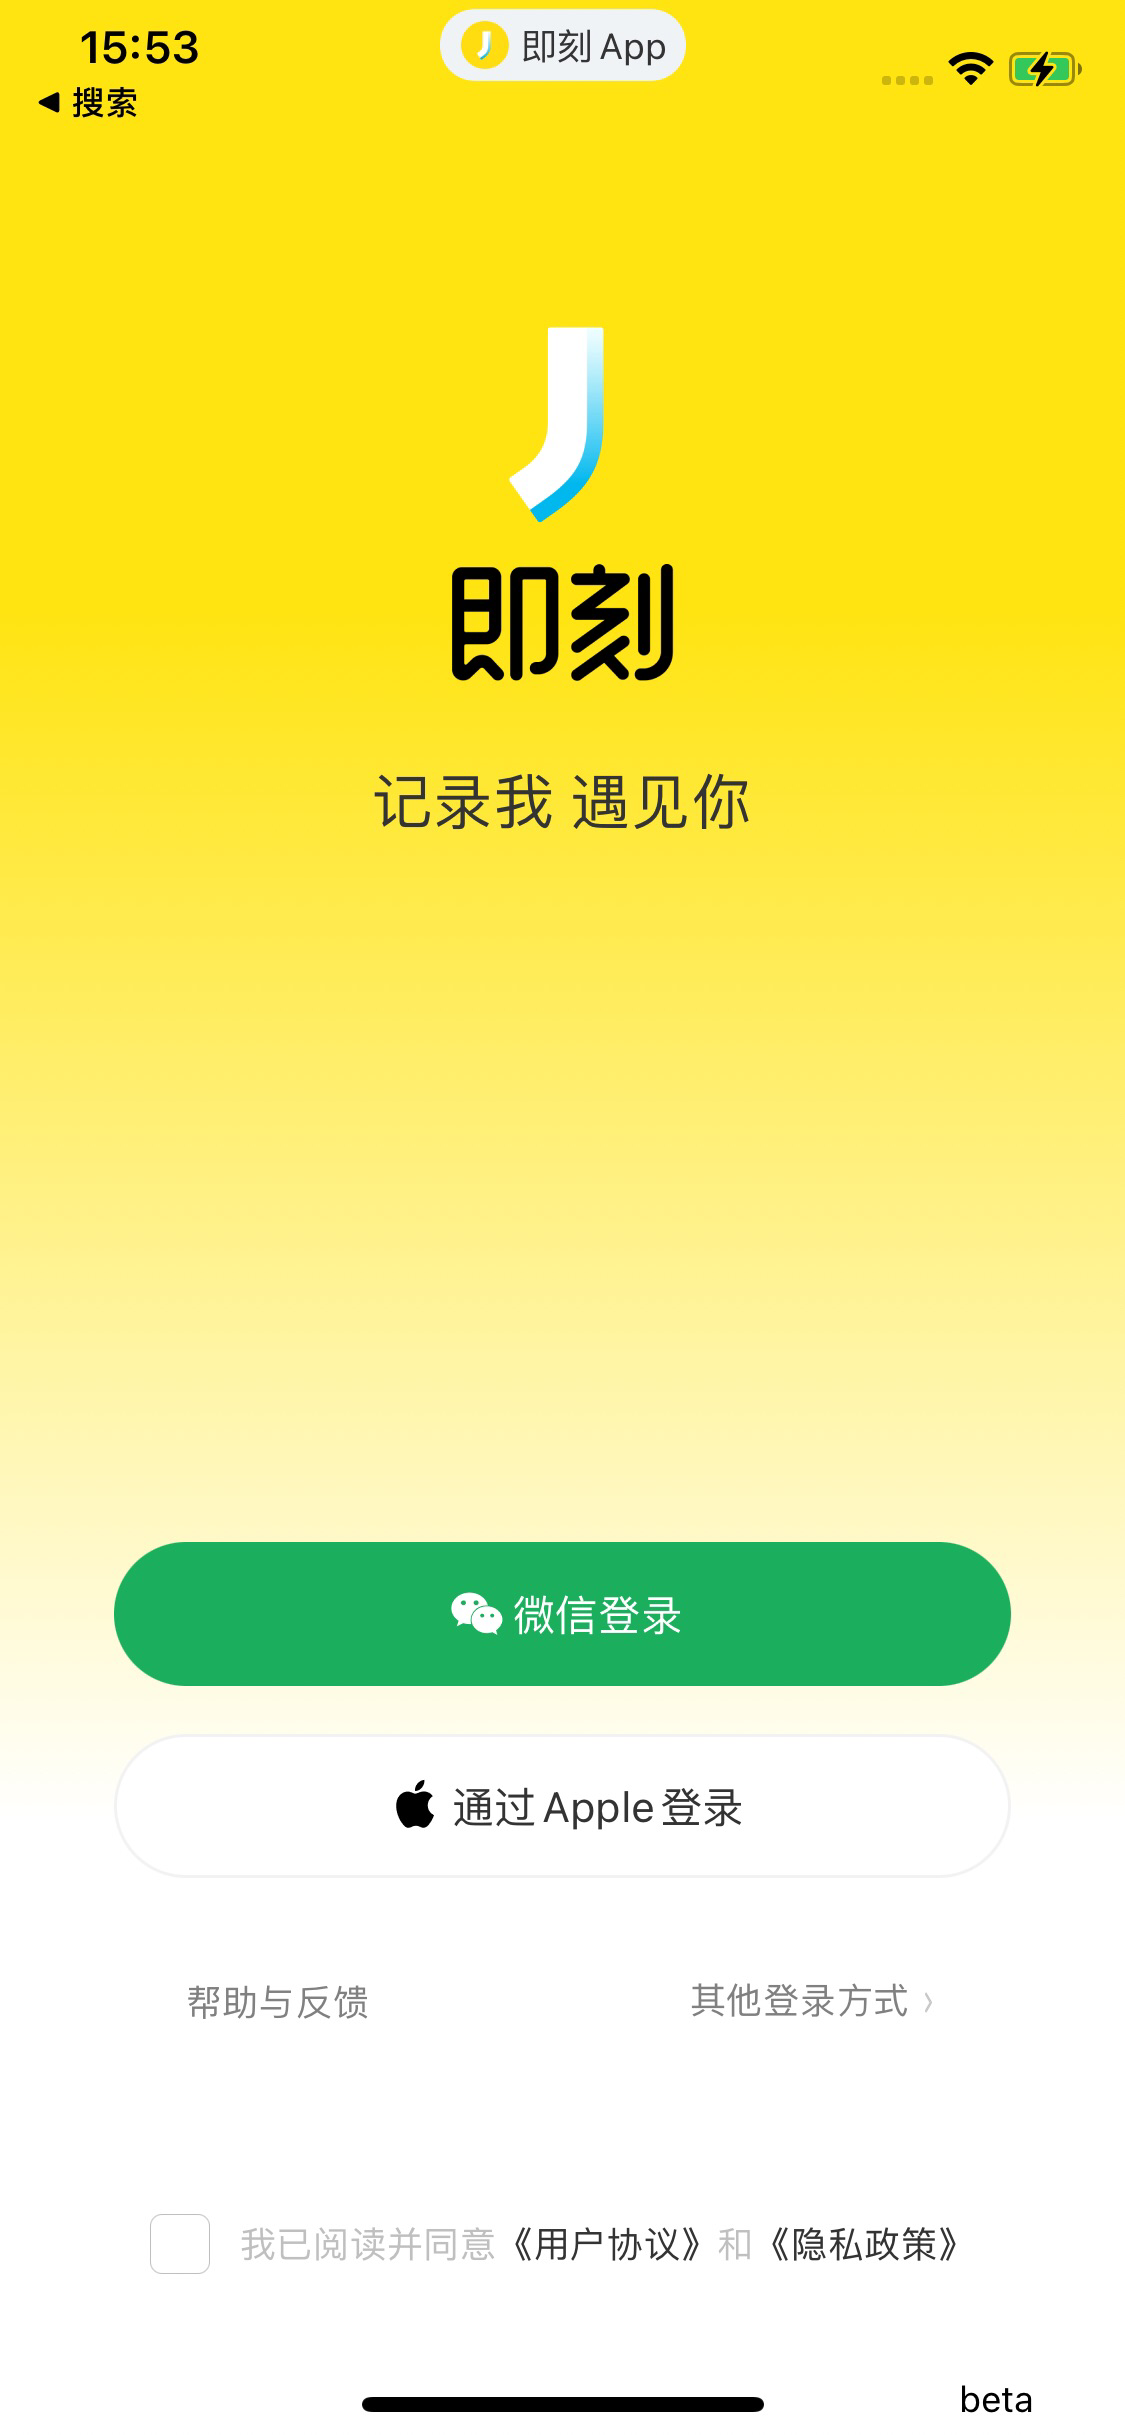 15:53
即刻 App
◀ 搜索
即刻
记录我 遇见你
微信登录
通过 Apple 登录
帮助与反馈
其他登录方式 >
我已阅读并同意《用户协议》和《隐私政策》
beta